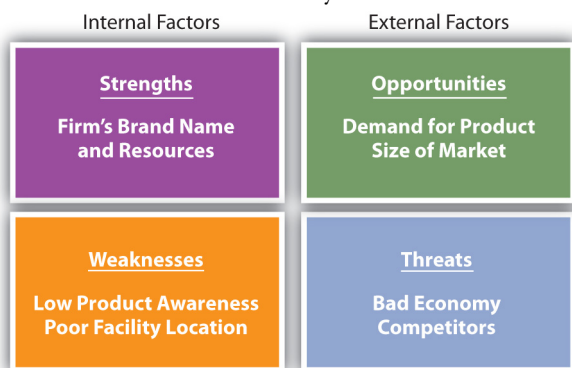 Internal Factors
External Factors
Strengths
Firm's Brand Name
and Resources
Opportunities
Demand for Product
Size of Market
Weaknesses
Low Product Awareness
Poor Facility Location
Threats
Bad Economy
Competitors